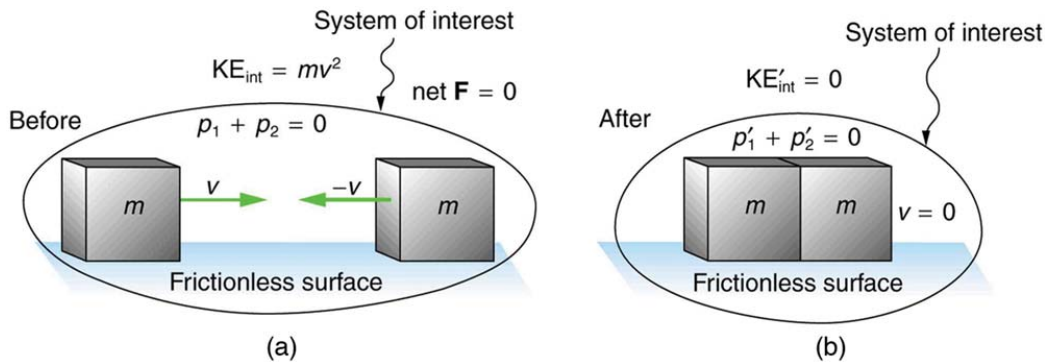 System of interest
KE_int = mv²
net F = 0
Before
p₁ + p₂ = 0
v
−v
m
m
Frictionless surface
(a)
System of interest
KE′_int = 0
After
p′₁ + p′₂ = 0
m
m
v = 0
Frictionless surface
(b)